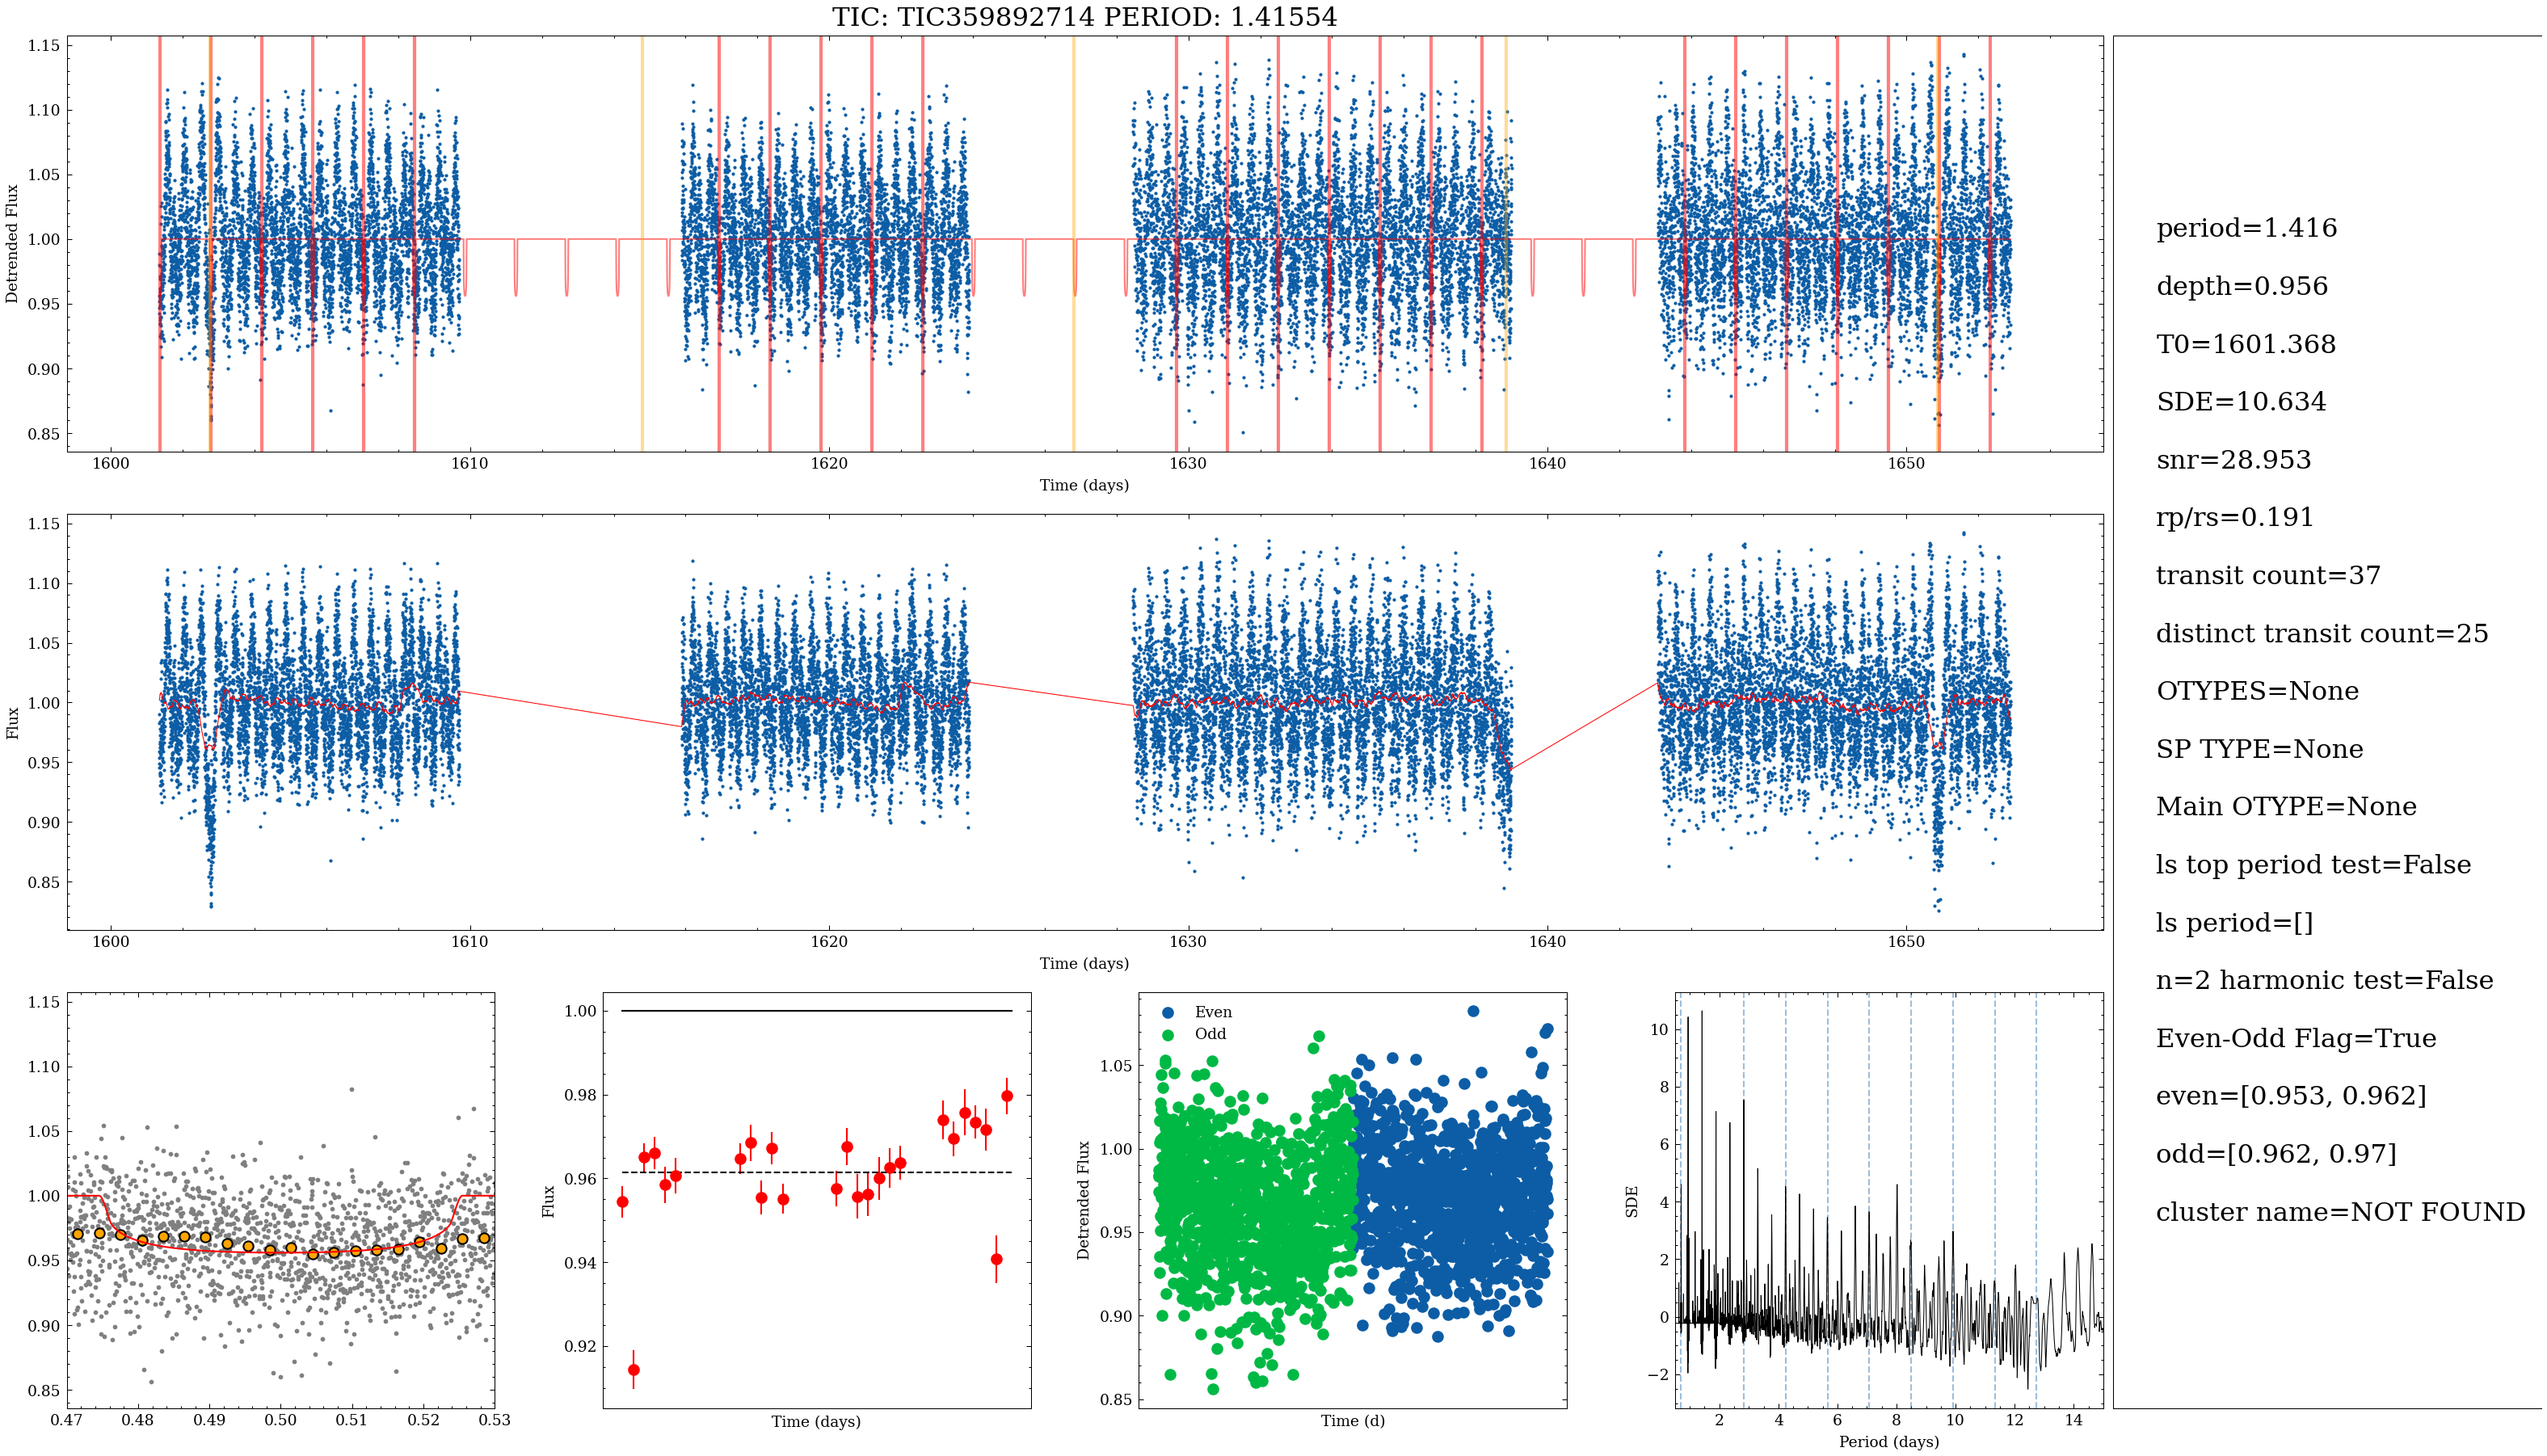 TIC: TIC359892714 PERIOD: 1.41554
1.15
1.10
1.05
1.00
0.95
0.90
0.85
Detrended Flux
1600
1610
1620
1630
1640
1650
Time (days)
1.15
1.10
1.05
1.00
0.95
0.90
0.85
Flux
1600
1610
1620
1630
1640
1650
Time (days)
1.15
1.10
1.05
1.00
0.95
0.90
0.85
0.47
0.48
0.49
0.50
0.51
0.52
0.53
1.00
0.98
0.96
0.94
0.92
Flux
Time (days)
Even
Odd
1.05
1.00
0.95
0.90
0.85
Detrended Flux
Time (d)
10
8
6
4
2
0
−2
SDE
2
4
6
8
10
12
14
Period (days)
period=1.416
depth=0.956
T0=1601.368
SDE=10.634
snr=28.953
rp/rs=0.191
transit count=37
distinct transit count=25
OTYPES=None
SP TYPE=None
Main OTYPE=None
ls top period test=False
ls period=[]
n=2 harmonic test=False
Even-Odd Flag=True
even=[0.953, 0.962]
odd=[0.962, 0.97]
cluster name=NOT FOUND